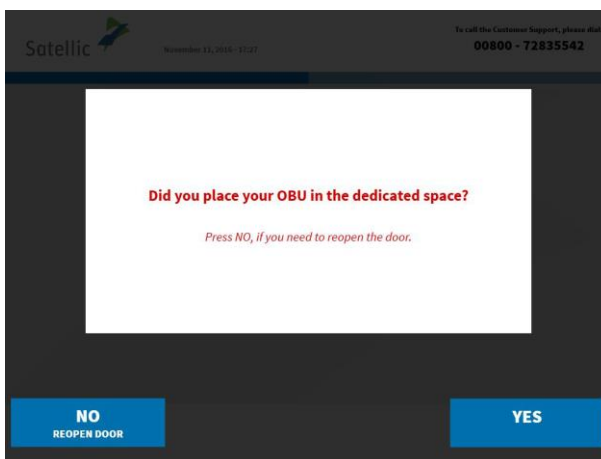 To call the Customer Support, please dial
Satellic
November 11, 2016 - 17:27
00800 - 72835542
Did you place your OBU in the dedicated space?
Press NO, if you need to reopen the door.
NO
YES
REOPEN DOOR